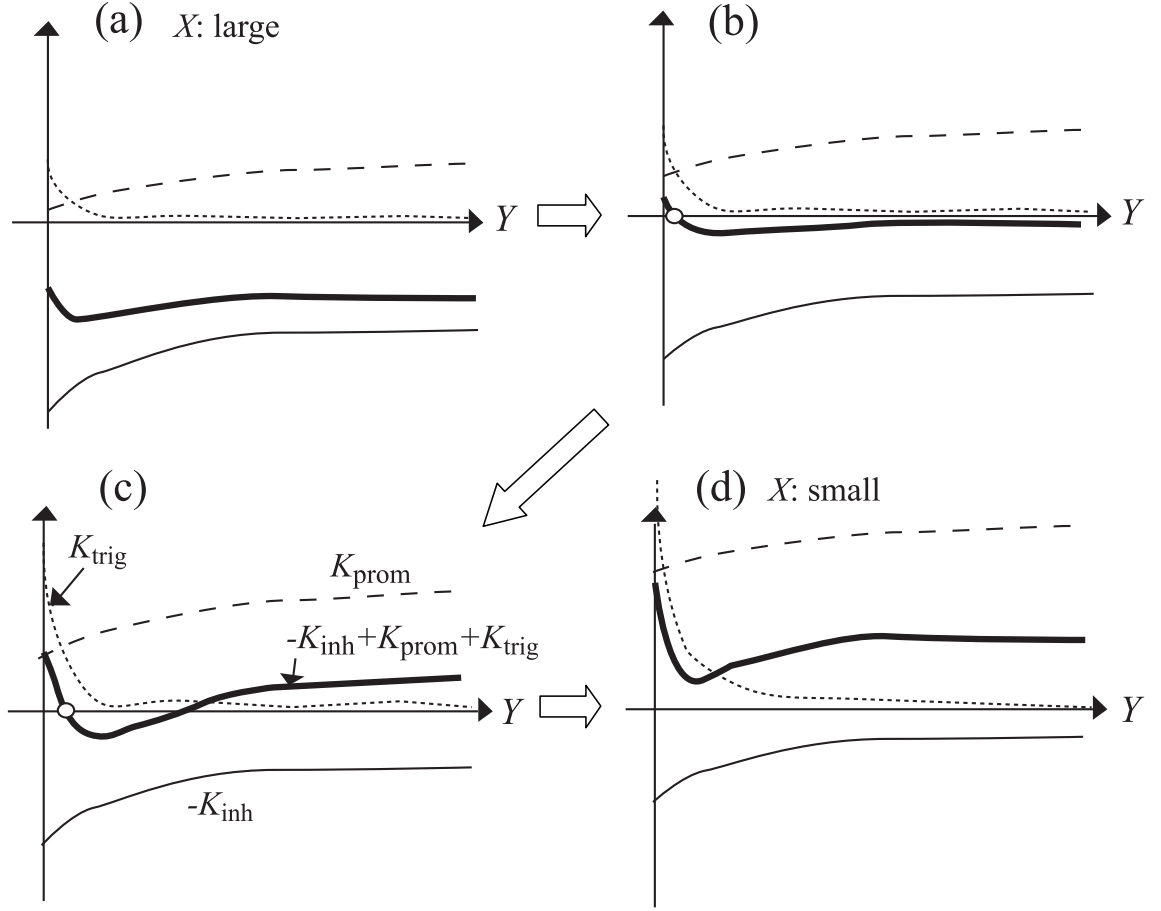 (a) X: large
(b)
Y
Y
(c)
(d) X: small
K_trig
K_prom
-K_inh+K_prom+K_trig
Y
Y
-K_inh